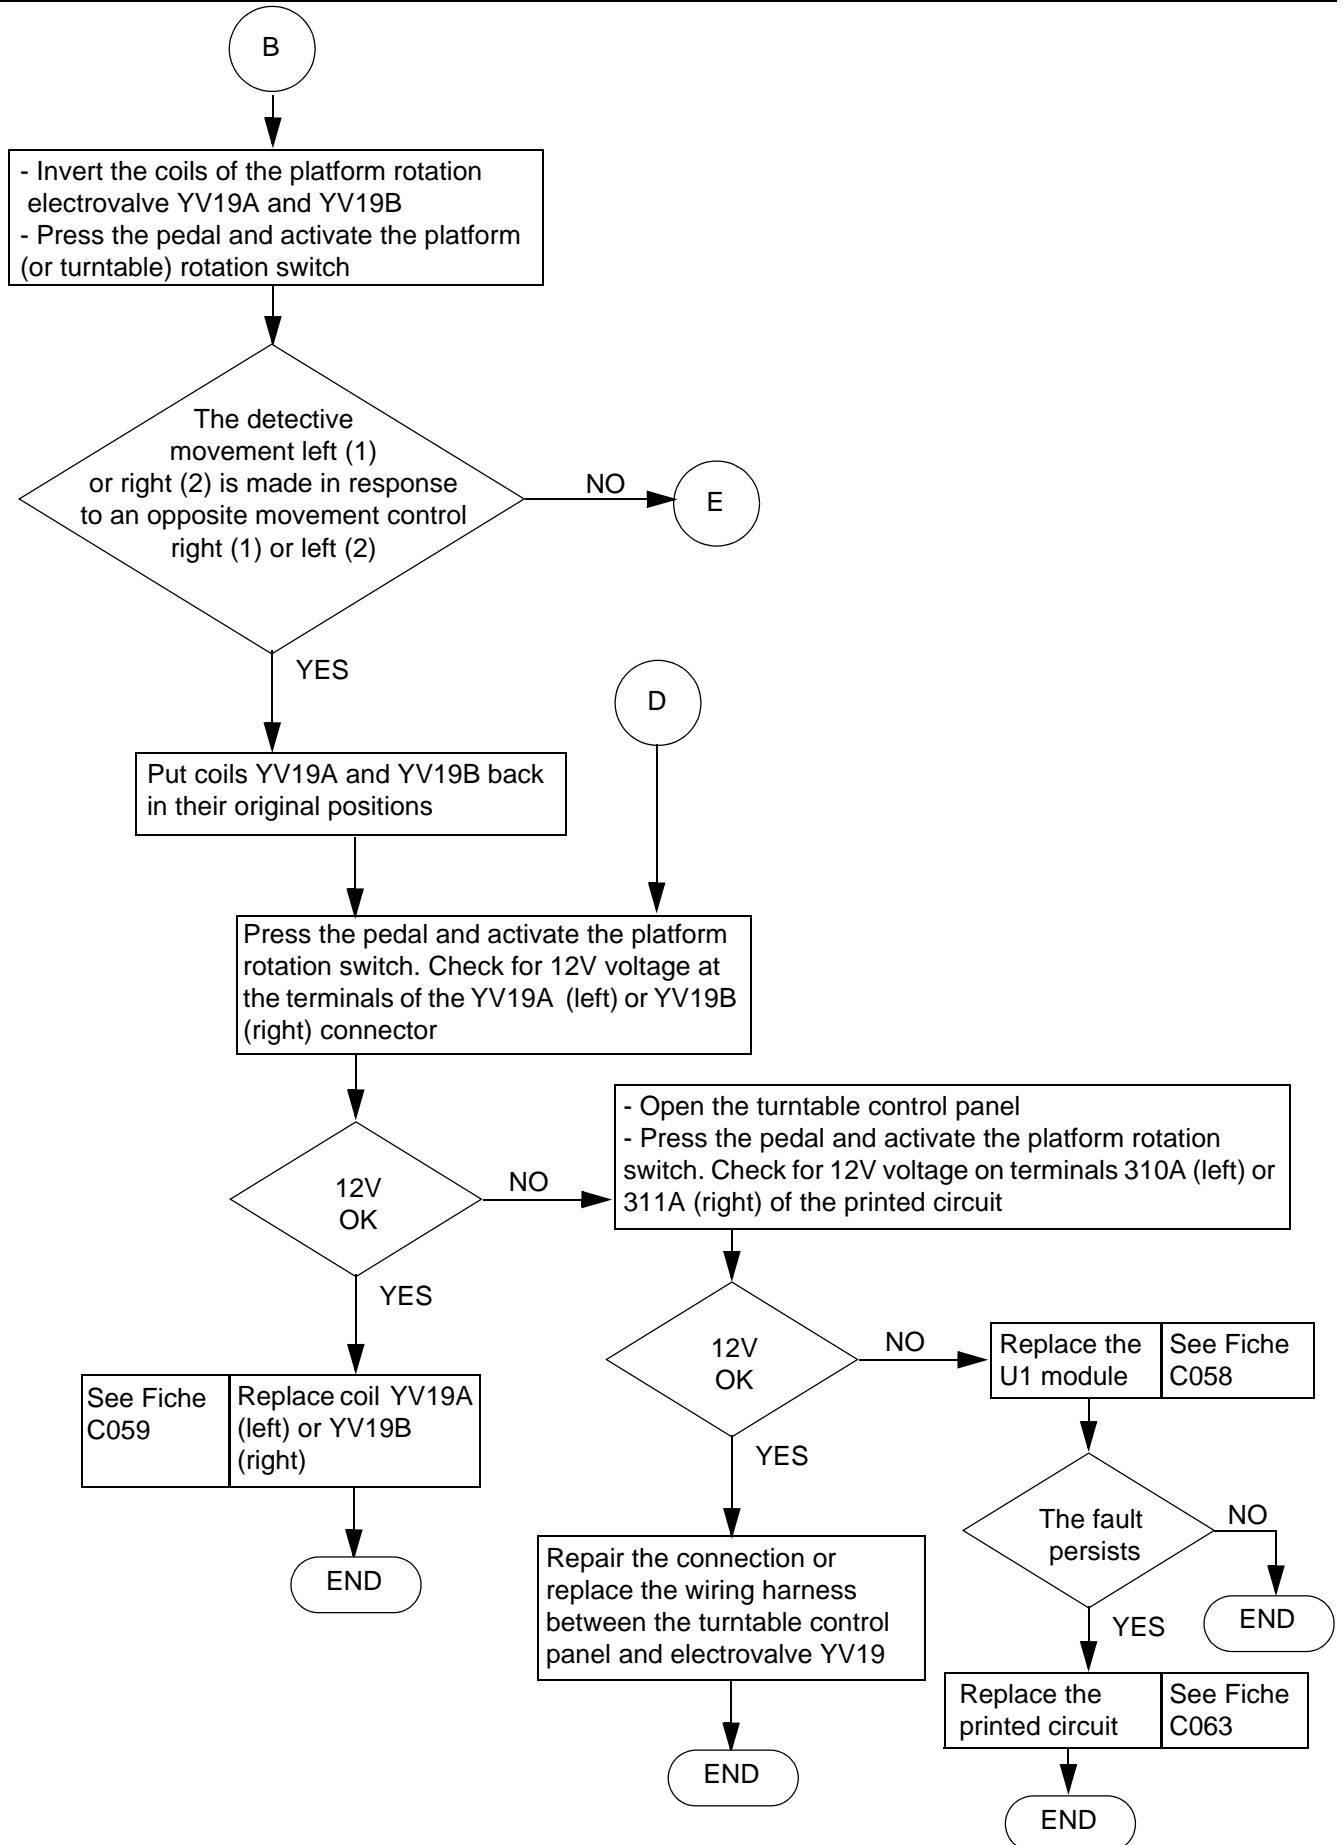 B
- Invert the coils of the platform rotation
electrovalve YV19A and YV19B
- Press the pedal and activate the platform
(or turntable) rotation switch
The detective
movement left (1)
or right (2) is made in response
to an opposite movement control
right (1) or left (2)
NO
E
YES
D
Put coils YV19A and YV19B back
in their original positions
Press the pedal and activate the platform
rotation switch. Check for 12V voltage at
the terminals of the YV19A (left) or YV19B
(right) connector
12V
OK
NO
- Open the turntable control panel
- Press the pedal and activate the platform rotation
switch. Check for 12V voltage on terminals 310A (left) or
311A (right) of the printed circuit
YES
12V
OK
NO
Replace the
U1 module
See Fiche
C058
See Fiche
C059
Replace coil YV19A
(left) or YV19B
(right)
YES
The fault
persists
NO
END
Repair the connection or
replace the wiring harness
between the turntable control
panel and electrovalve YV19
END
YES
Replace the
printed circuit
See Fiche
C063
END
END